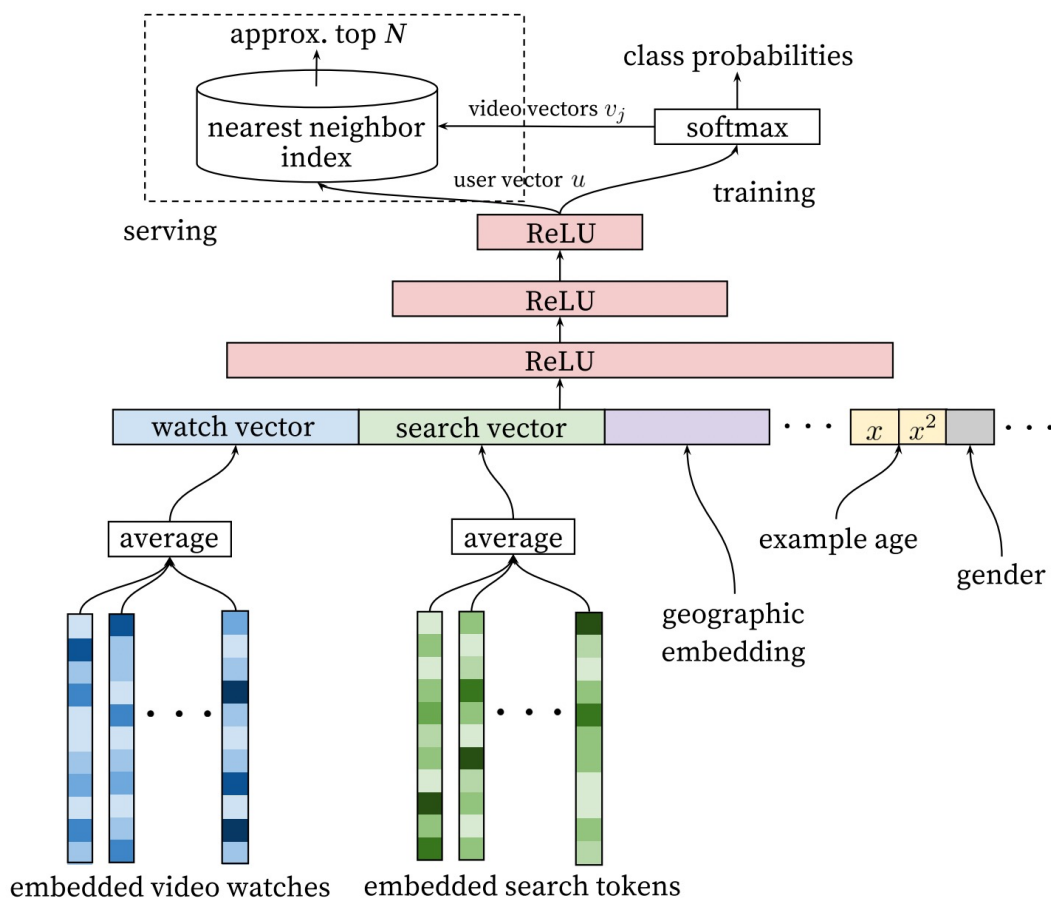 approx. top N
class probabilities
nearest neighbor
index
video vectors v_j
softmax
user vector u
training
serving
ReLU
ReLU
ReLU
watch vector
search vector
. . .
x
x²
. . .
average
average
example age
gender
geographic
embedding
. . .
. . .
embedded video watches
embedded search tokens